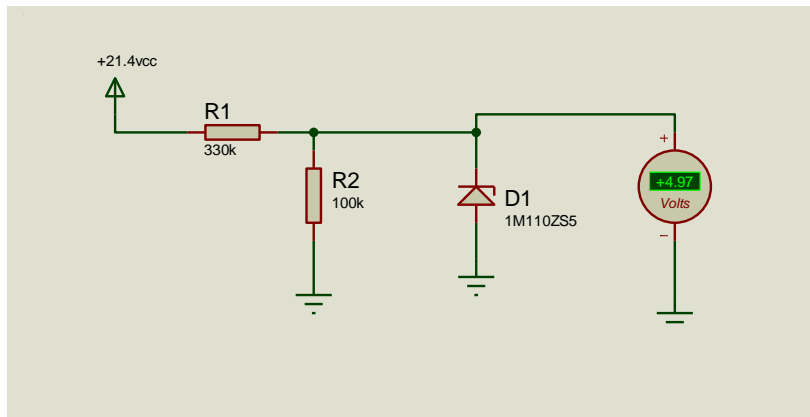 +21.4vcc
R1
330k
R2
100k
D1
1M110ZS5
+
+4.97
Volts
−